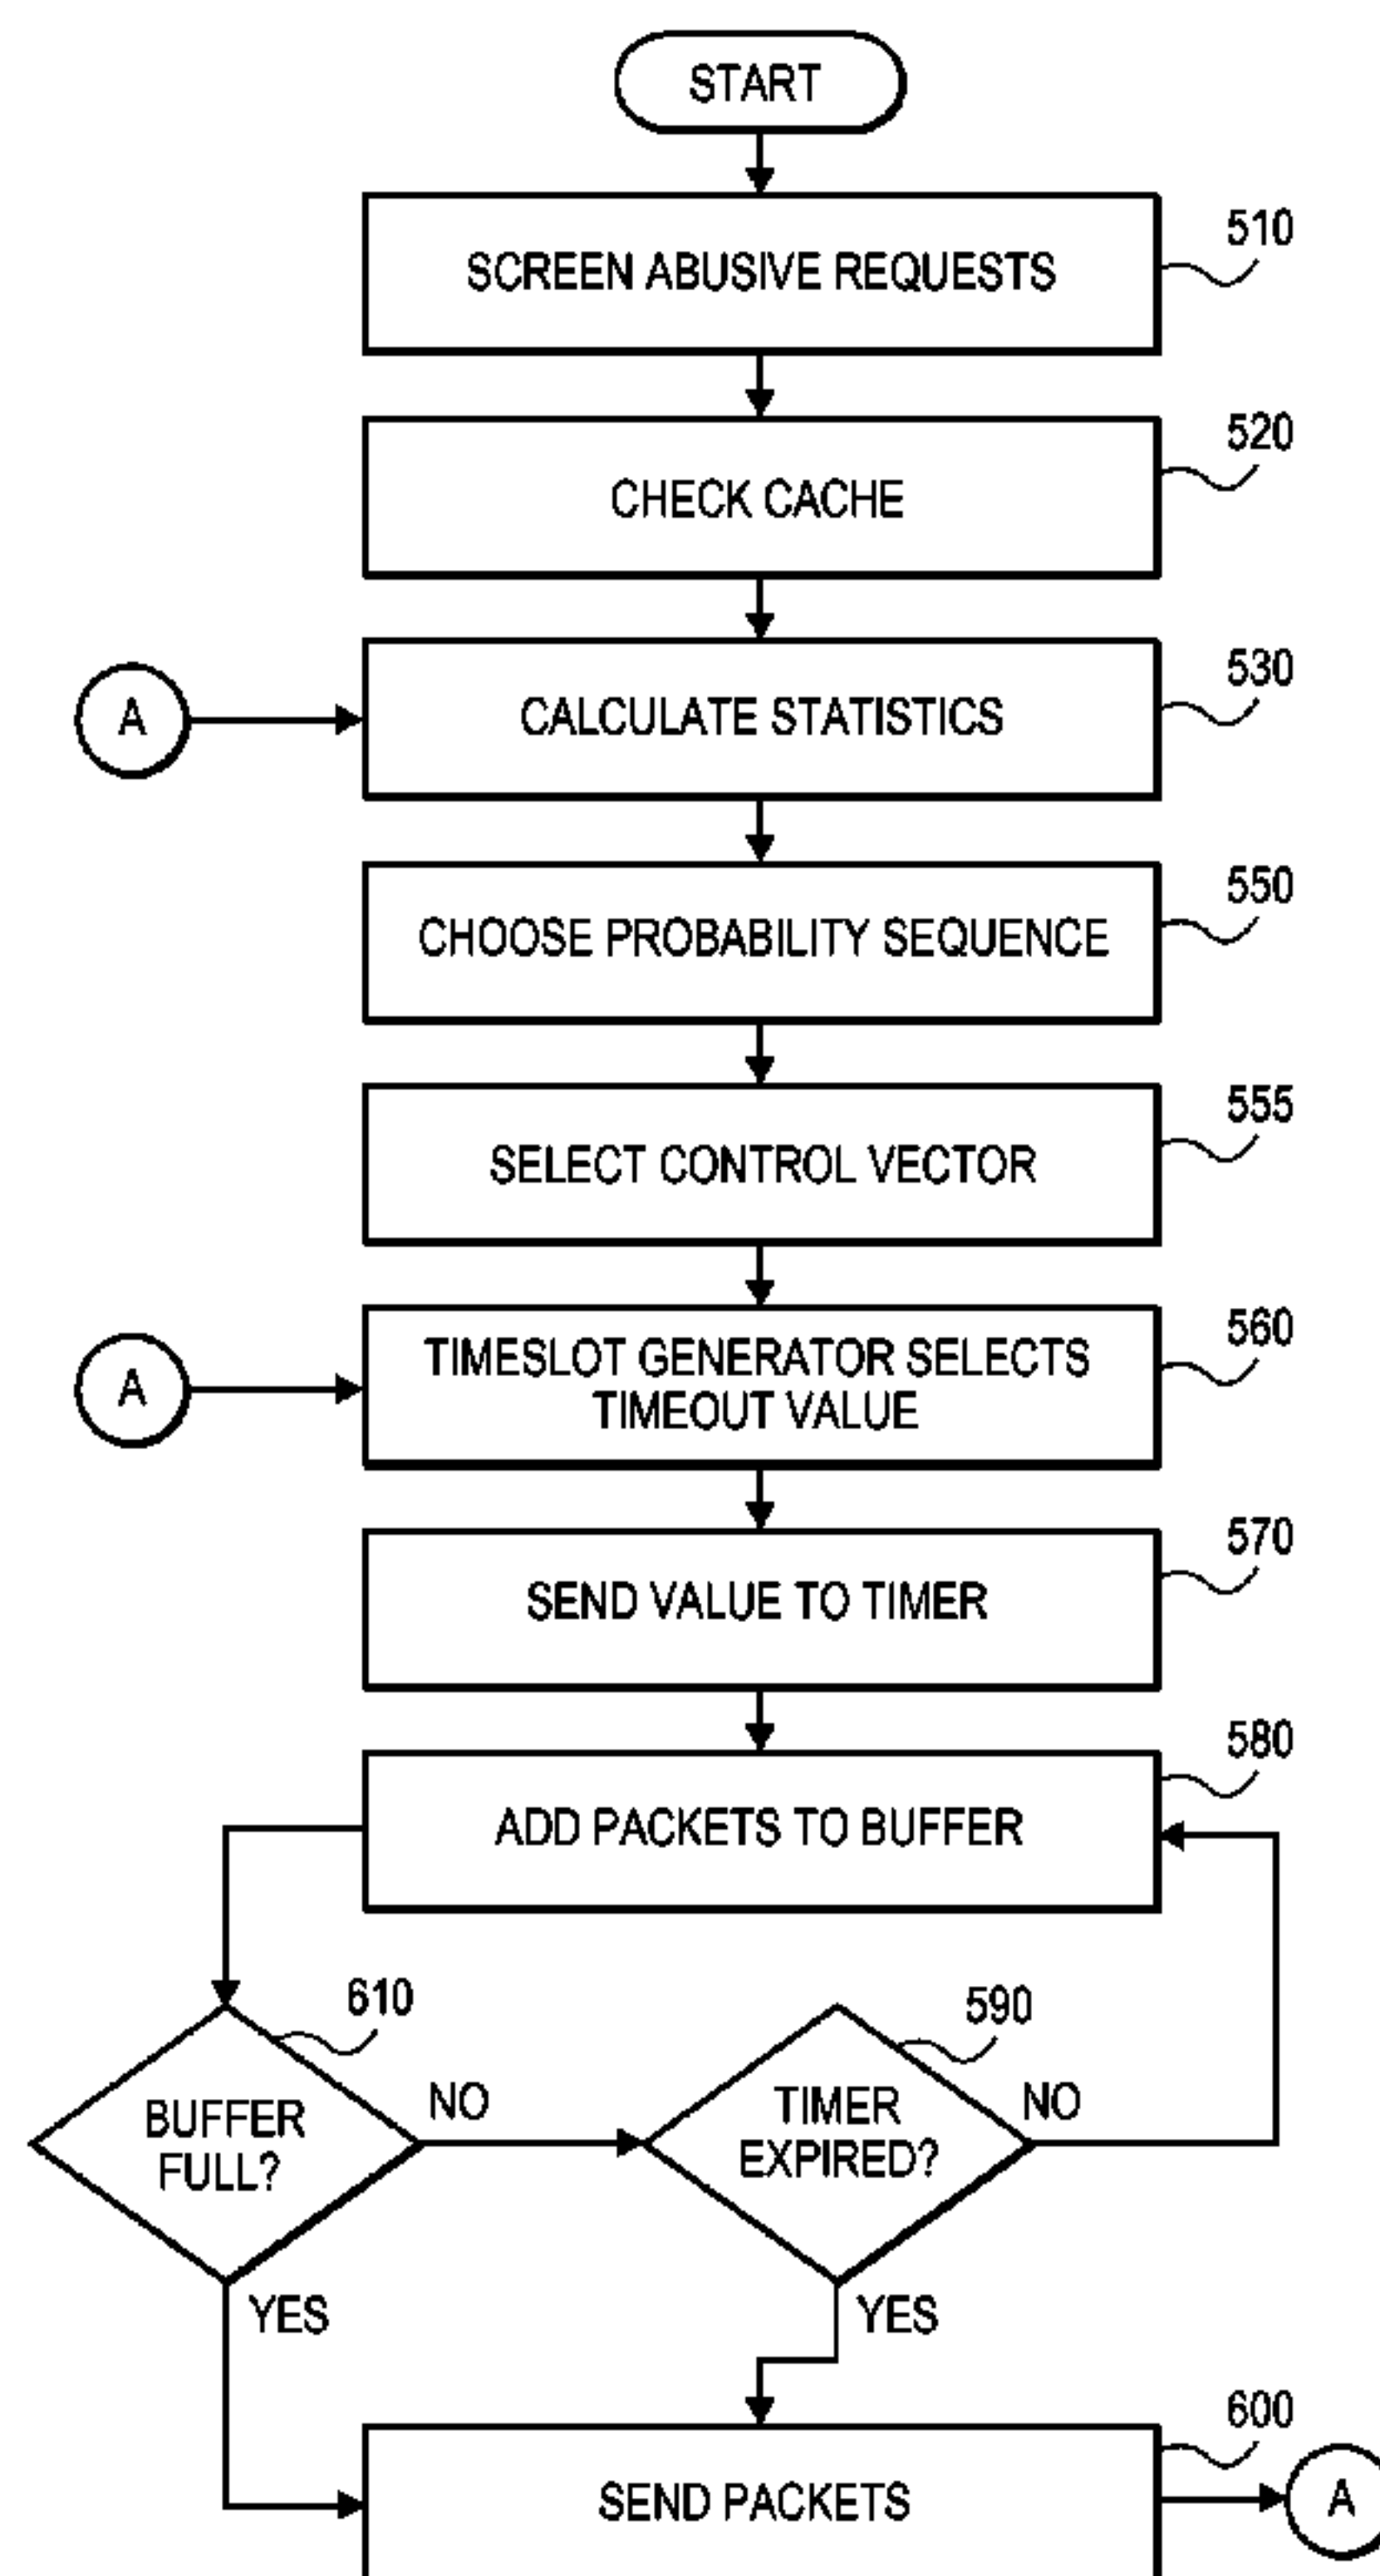 START
SCREEN ABUSIVE REQUESTS
510
CHECK CACHE
520
A
CALCULATE STATISTICS
530
CHOOSE PROBABILITY SEQUENCE
550
SELECT CONTROL VECTOR
555
A
TIMESLOT GENERATOR SELECTS
TIMEOUT VALUE
560
SEND VALUE TO TIMER
570
ADD PACKETS TO BUFFER
580
BUFFER
FULL?
610
NO
YES
TIMER
EXPIRED?
590
NO
YES
SEND PACKETS
600
A